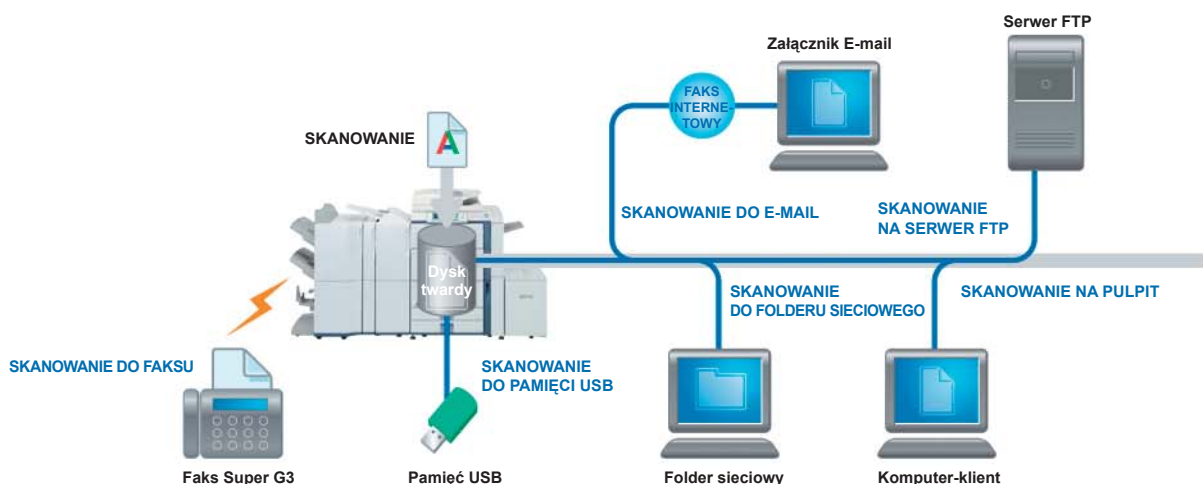 Serwer FTP
Załącznik E-mail
FAKS
INTERNE-
TOWY
SKANOWANIE
A
SKANOWANIE DO E-MAIL
SKANOWANIE
NA SERWER FTP
Dysk
twardy
SKANOWANIE
DO FOLDERU SIECIOWEGO
SKANOWANIE NA PULPIT
SKANOWANIE DO FAKSU
SKANOWANIE
DO PAMIĘCI USB
Faks Super G3
Pamięć USB
Folder sieciowy
Komputer-klient